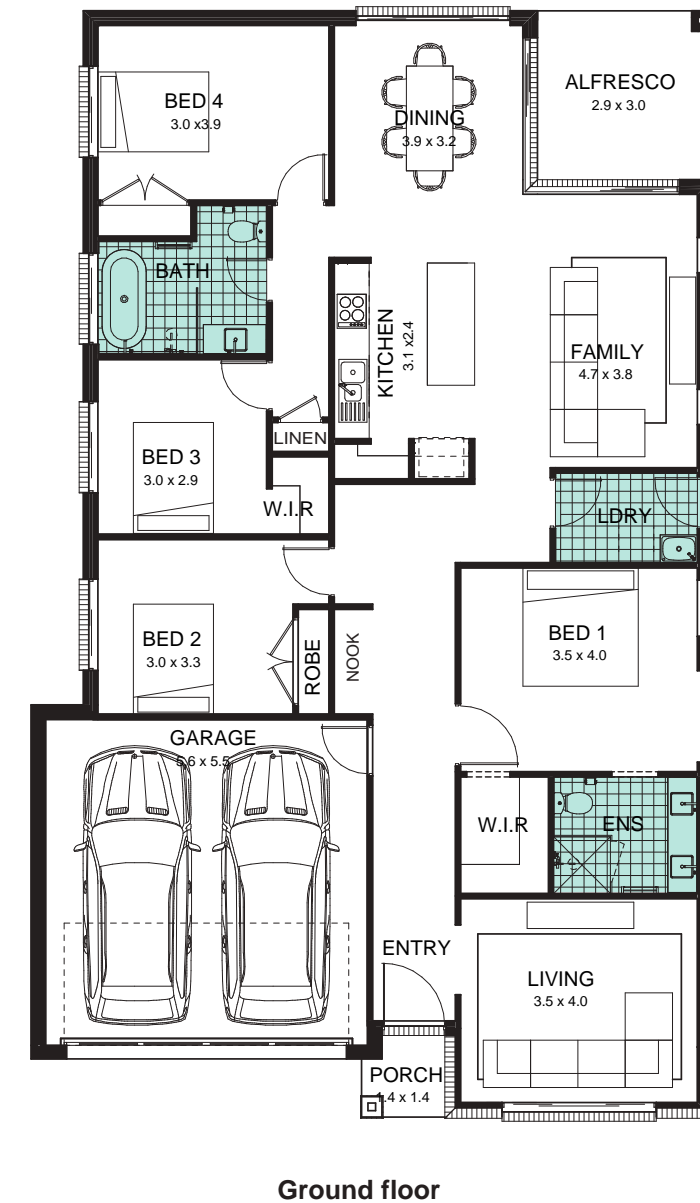 BED 4
3.0 x3.9
DINING
3.9 x 3.2
ALFRESCO
2.9 x 3.0
BATH
KITCHEN
3.1 x2.4
FAMILY
4.7 x 3.8
LINEN
BED 3
3.0 x 2.9
W.I.R
LDRY
BED 2
3.0 x 3.3
ROBE
NOOK
BED 1
3.5 x 4.0
GARAGE
5.6 x 5.5
W.I.R
ENS
ENTRY
LIVING
3.5 x 4.0
PORCH
1.4 x 1.4
Ground floor